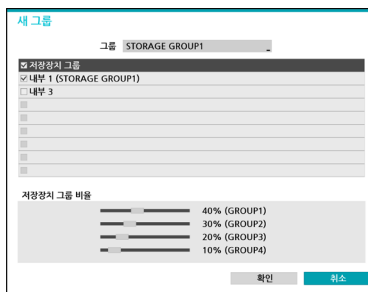 새 그룹
그룹 STORAGE GROUP1
저장장치 그룹
내부 1 (STORAGE GROUP1)
내부 3
저장장치 그룹 비율
40% (GROUP1)
30% (GROUP2)
20% (GROUP3)
10% (GROUP4)
확인 취소